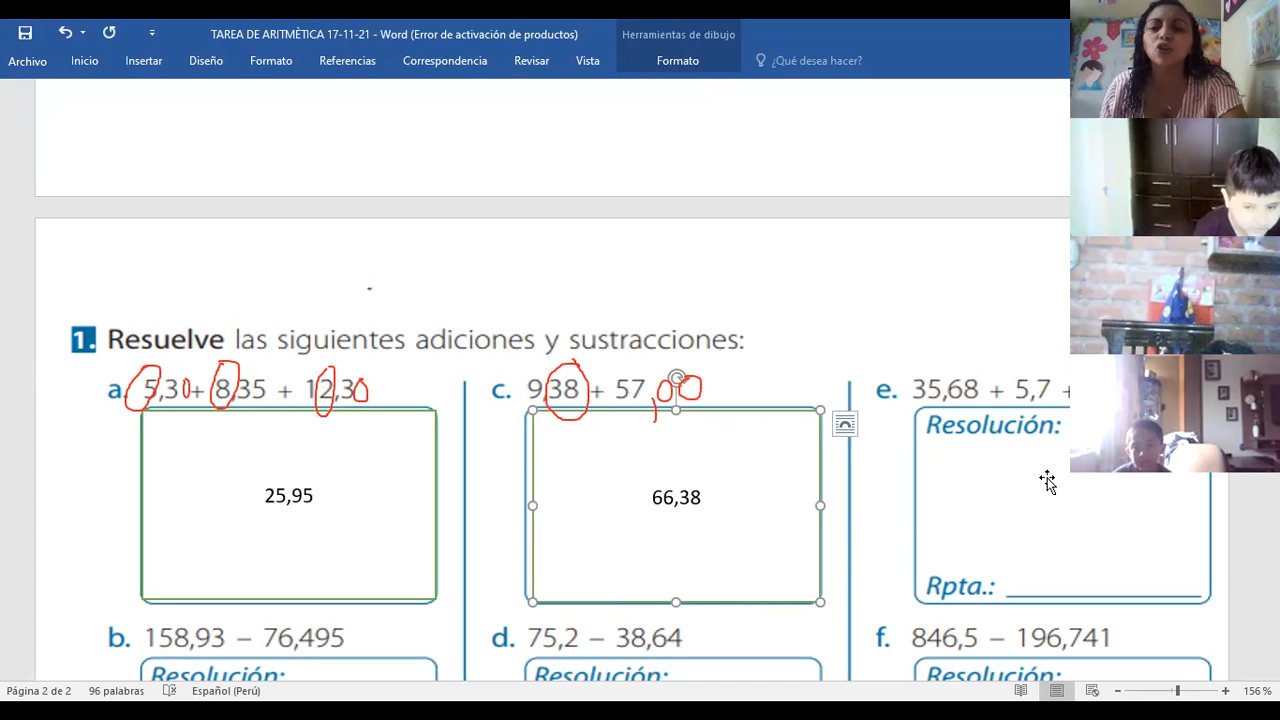 TAREA DE ARITMÈTICA 17-11-21 - Word (Error de activación de productos)
Herramientas de dibujo
Archivo Inicio Insertar Diseño Formato Referencias Correspondencia Revisar Vista Formato ¿Qué desea hacer?
1. Resuelve las siguientes adiciones y sustracciones:
a. 5,30 + 8,35 + 12,30
25,95
c. 9,38 + 57,00
66,38
e. 35,68 + 5,7 +
Resolución:
Rpta.:
b. 158,93 – 76,495
Resolución:
d. 75,2 – 38,64
Resolución:
f. 846,5 – 196,741
Resolución:
Página 2 de 2 96 palabras Español (Perú) 156 %